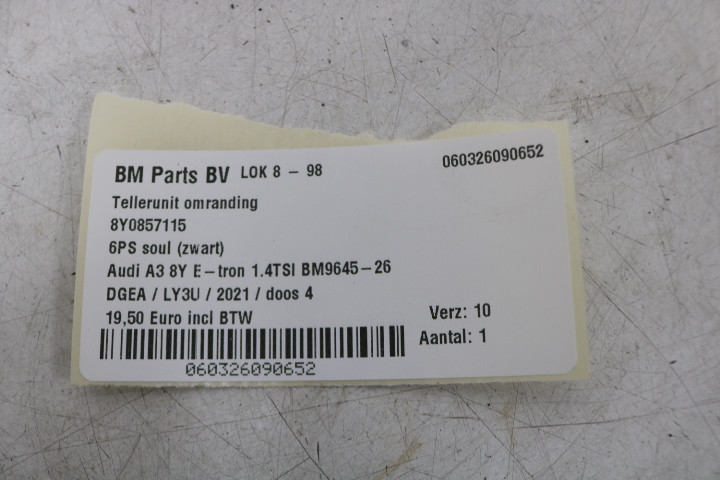 BM Parts BV LOK 8 - 98
060326090652
Tellerunit omranding
8Y0857115
6PS soul (zwart)
Audi A3 8Y E-tron 1.4TSI BM9645-26
DGEA / LY3U / 2021 / doos 4
19,50 Euro incl BTW
Verz: 10
Aantal: 1
060326090652